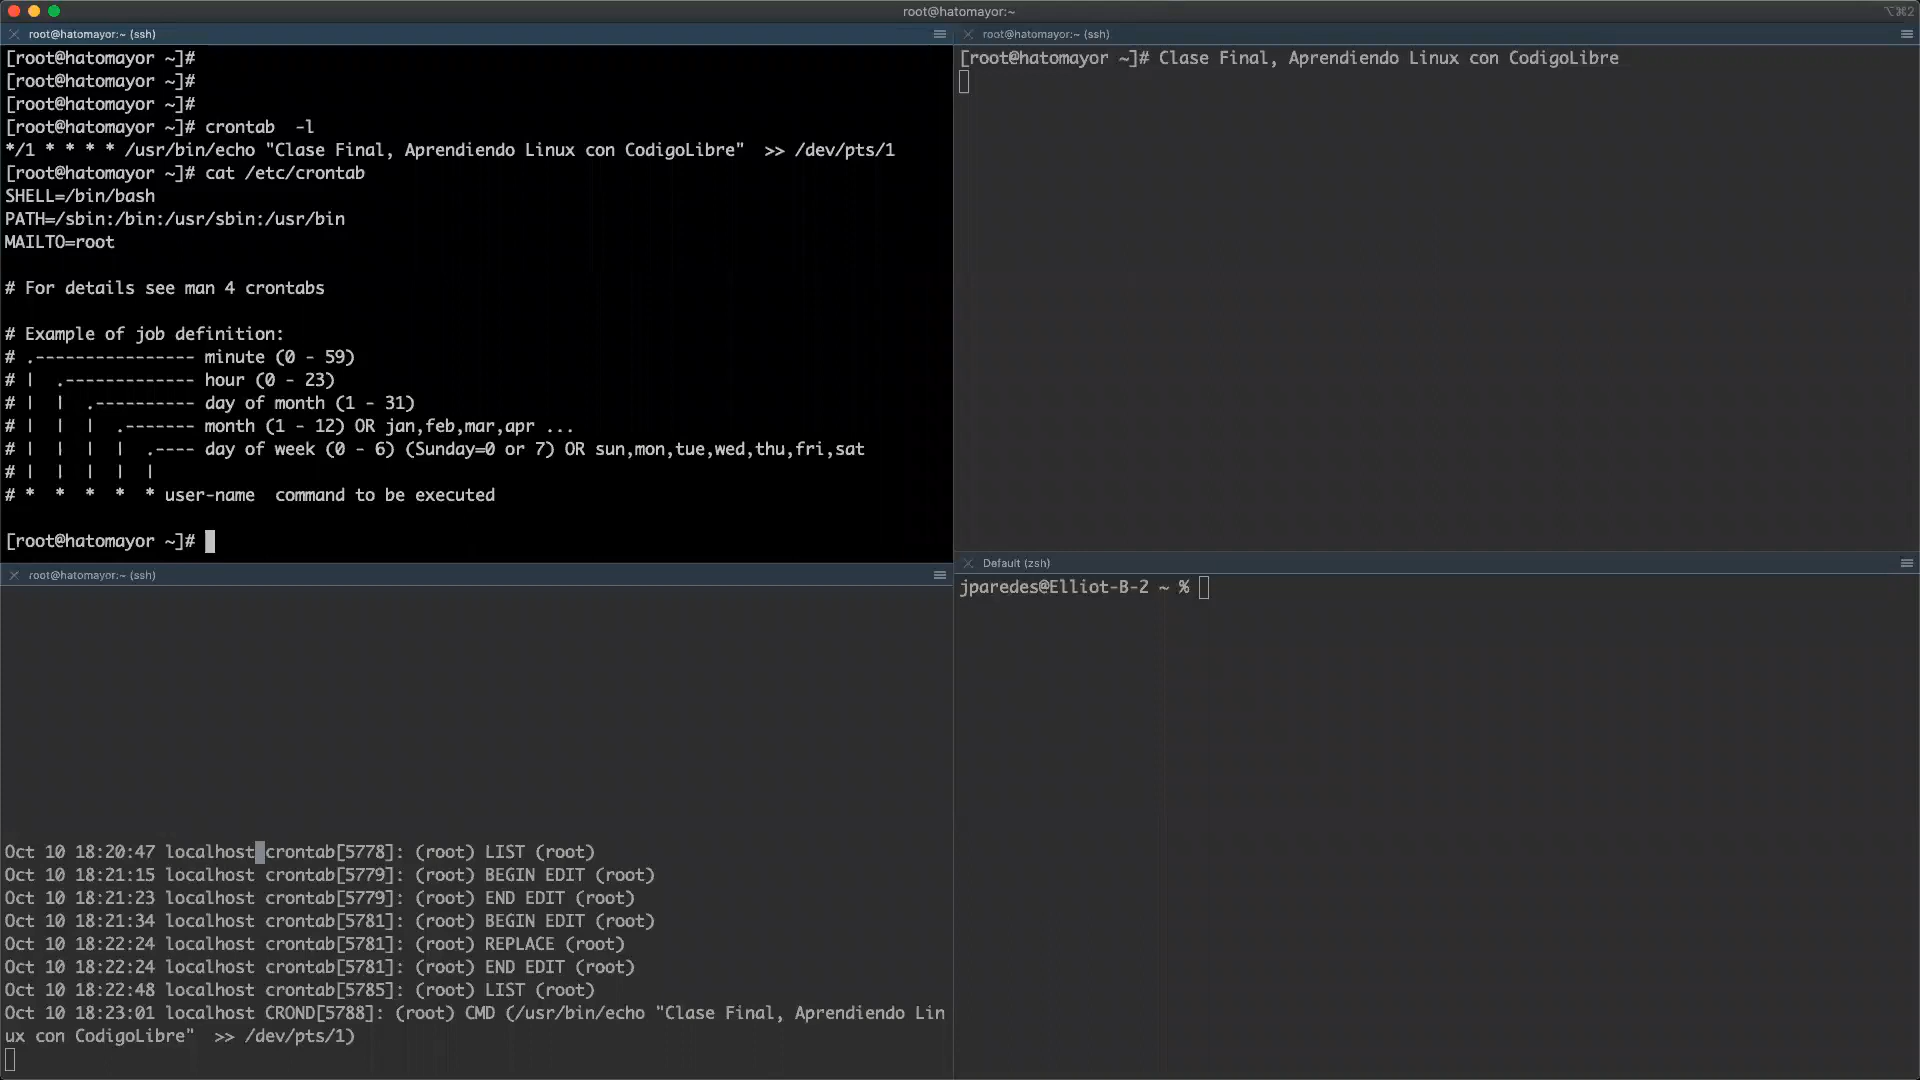 root@hatomayor:~
⌥⌘2
root@hatomayor:~ (ssh)
[root@hatomayor ~]#
[root@hatomayor ~]#
[root@hatomayor ~]#
[root@hatomayor ~]# crontab  -l
*/1 * * * * /usr/bin/echo "Clase Final, Aprendiendo Linux con CodigoLibre"  >> /dev/pts/1
[root@hatomayor ~]# cat /etc/crontab
SHELL=/bin/bash
PATH=/sbin:/bin:/usr/sbin:/usr/bin
MAILTO=root
# For details see man 4 crontabs
# Example of job definition:
# .---------------- minute (0 - 59)
# |  .------------- hour (0 - 23)
# |  |  .---------- day of month (1 - 31)
# |  |  |  .------- month (1 - 12) OR jan,feb,mar,apr ...
# |  |  |  |  .---- day of week (0 - 6) (Sunday=0 or 7) OR sun,mon,tue,wed,thu,fri,sat
# |  |  |  |  |
# *  *  *  *  * user-name  command to be executed
[root@hatomayor ~]#
root@hatomayor:~ (ssh)
[root@hatomayor ~]# Clase Final, Aprendiendo Linux con CodigoLibre
root@hatomayor:~ (ssh)
Oct 10 18:20:47 localhost crontab[5778]: (root) LIST (root)
Oct 10 18:21:15 localhost crontab[5779]: (root) BEGIN EDIT (root)
Oct 10 18:21:23 localhost crontab[5779]: (root) END EDIT (root)
Oct 10 18:21:34 localhost crontab[5781]: (root) BEGIN EDIT (root)
Oct 10 18:22:24 localhost crontab[5781]: (root) REPLACE (root)
Oct 10 18:22:24 localhost crontab[5781]: (root) END EDIT (root)
Oct 10 18:22:48 localhost crontab[5785]: (root) LIST (root)
Oct 10 18:23:01 localhost CROND[5788]: (root) CMD (/usr/bin/echo "Clase Final, Aprendiendo Lin
ux con CodigoLibre"  >> /dev/pts/1)
Default (zsh)
jparedes@Elliot-B-2 ~ %